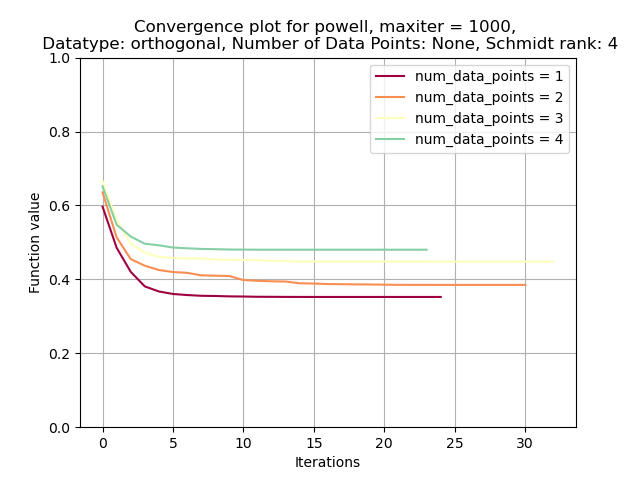 Convergence plot for powell, maxiter = 1000,
Datatype: orthogonal, Number of Data Points: None, Schmidt rank: 4
num_data_points = 1
num_data_points = 2
num_data_points = 3
num_data_points = 4
Function value
1.0
0.8
0.6
0.4
0.2
0.0
0 5 10 15 20 25 30
Iterations